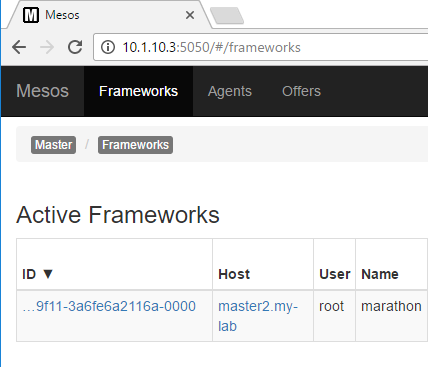 Mesos
10.1.10.3:5050/#/frameworks
Mesos Frameworks Agents Offers
Master / Frameworks
Active Frameworks
ID ▼ Host User Name
…9f11-3a6fe6a2116a-0000 master2.my- root marathon
lab